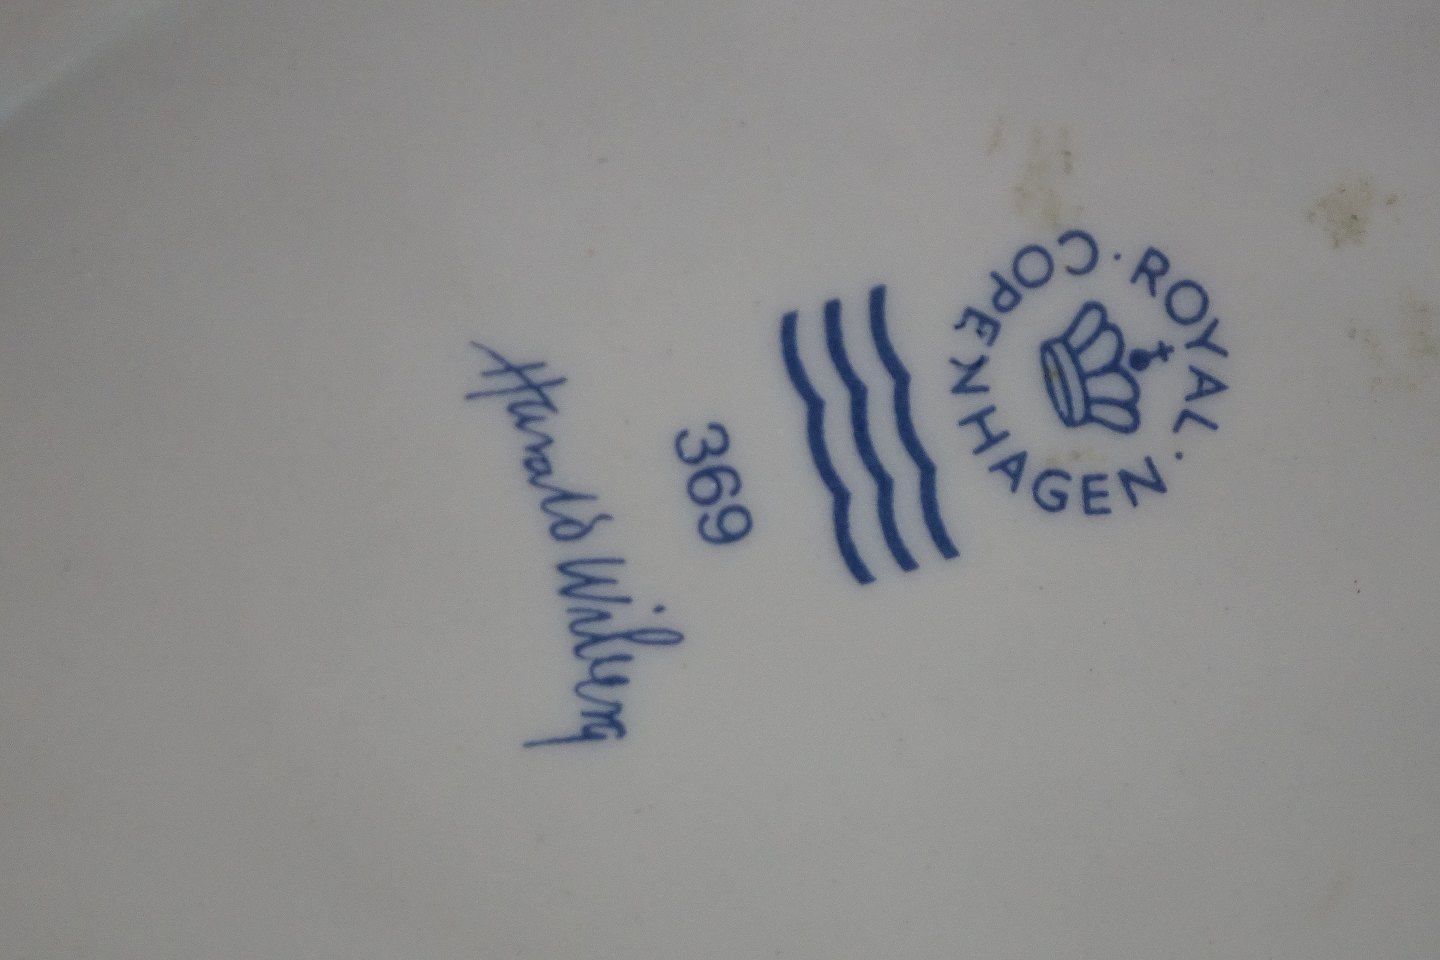 ROYAL
COPENHAGEN
369
Harald Wiberg